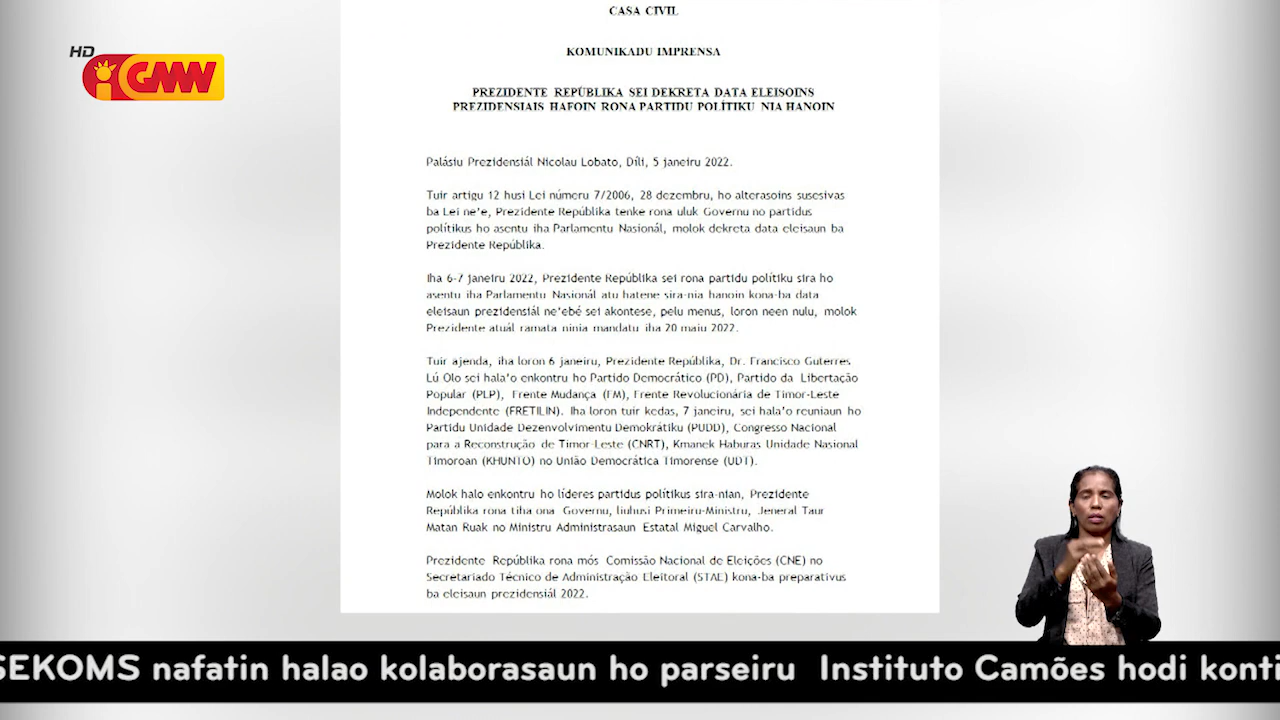 CASA CIVIL
KOMUNIKADU IMPRENSA
PREZIDENTE REPÚBLIKA SEI DEKRETA DATA ELEISOINS
PREZIDENSIAIS HAFOIN RONA PARTIDU POLÍTIKU NIA HANOIN
HD
GMN
Palásiu Prezidensiál Nicolau Lobato, Díli, 5 janeiru 2022.
Tuir artigu 12 husi Lei númeru 7/2006, 28 dezembru, ho alterasoins susesivas
ba Lei ne'e, Prezidente Repúblika tenke rona uluk Governu no partidus
polítikus ho asentu iha Parlamentu Nasionál, molok dekreta data eleisaun ba
Prezidente Repúblika.
Iha 6-7 janeiru 2022, Prezidente Repúblika sei rona partidu polítiku sira ho
asentu iha Parlamentu Nasionál atu hatene sira-nia hanoin kona-ba data
eleisaun prezidensiál ne'ebé sei akontese, pelu menus, loron neen nulu, molok
Prezidente atuál ramata ninia mandatu iha 20 maiu 2022.
Tuir ajenda, iha loron 6 janeiru, Prezidente Repúblika, Dr. Francisco Guterres
Lú Olo sei hala'o enkontru ho Partido Democrático (PD), Partido da Libertação
Popular (PLP), Frente Mudança (FM), Frente Revolucionária de Timor-Leste
Independente (FRETILIN). Iha loron tuir kedas, 7 janeiru, sei hala'o reuniaun ho
Partidu Unidade Dezenvolvimentu Demokrátiku (PUDD), Congresso Nacional
para a Reconstrução de Timor-Leste (CNRT), Kmanek Haburas Unidade Nasional
Timoroan (KHUNTO) no União Democrática Timorense (UDT).
Molok halo enkontru ho líderes partidus polítikus sira-nian, Prezidente
Repúblika rona tiha ona Governu, liuliusi Primeiru-Ministru, Jeneral Taur
Matan Ruak no Ministru Administrasaun Estatal Miguel Carvalho.
Prezidente Repúblika rona mós Comissão Nacional de Eleições (CNE) no
Secretariado Técnico de Administração Eleitoral (STAE) kona-ba preparativus
ba eleisaun prezidensiál 2022.
SEKOMS nafatin halao kolaborasaun ho parseiru Instituto Camões hodi konti